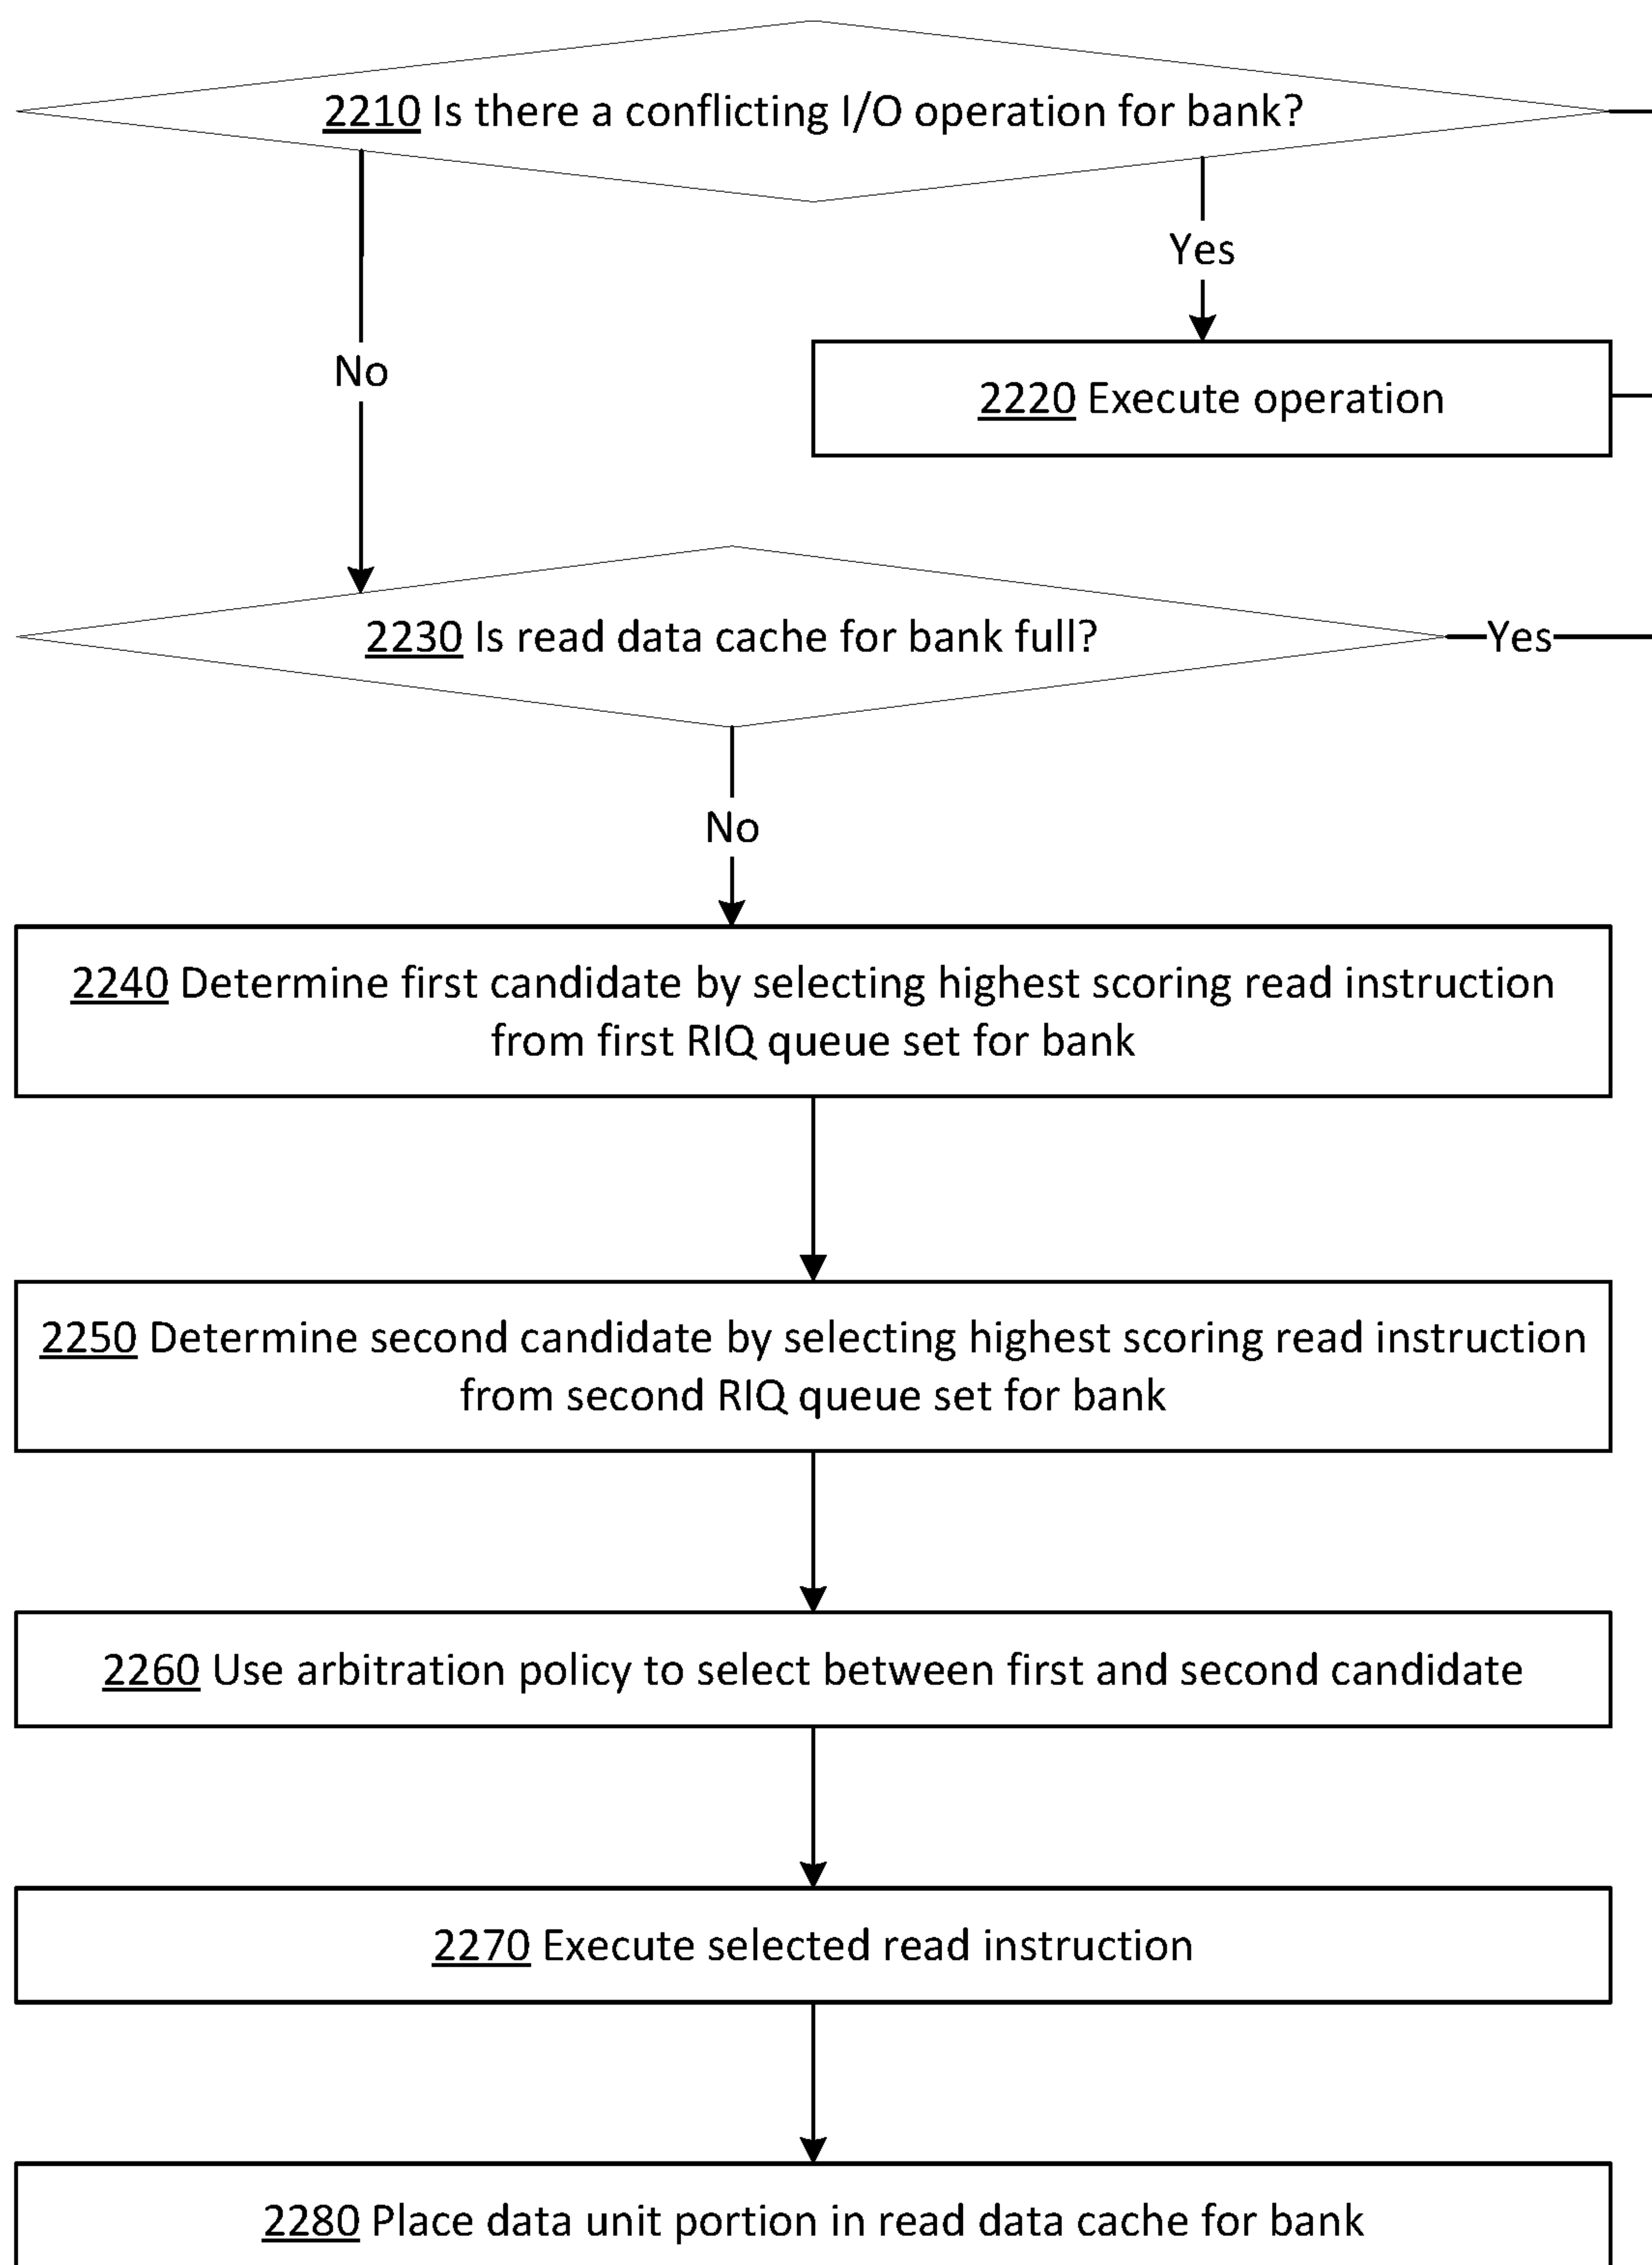 2210 Is there a conflicting I/O operation for bank?
Yes
No
2220 Execute operation
2230 Is read data cache for bank full?
Yes
No
2240 Determine first candidate by selecting highest scoring read instruction
from first RIQ queue set for bank
2250 Determine second candidate by selecting highest scoring read instruction
from second RIQ queue set for bank
2260 Use arbitration policy to select between first and second candidate
2270 Execute selected read instruction
2280 Place data unit portion in read data cache for bank